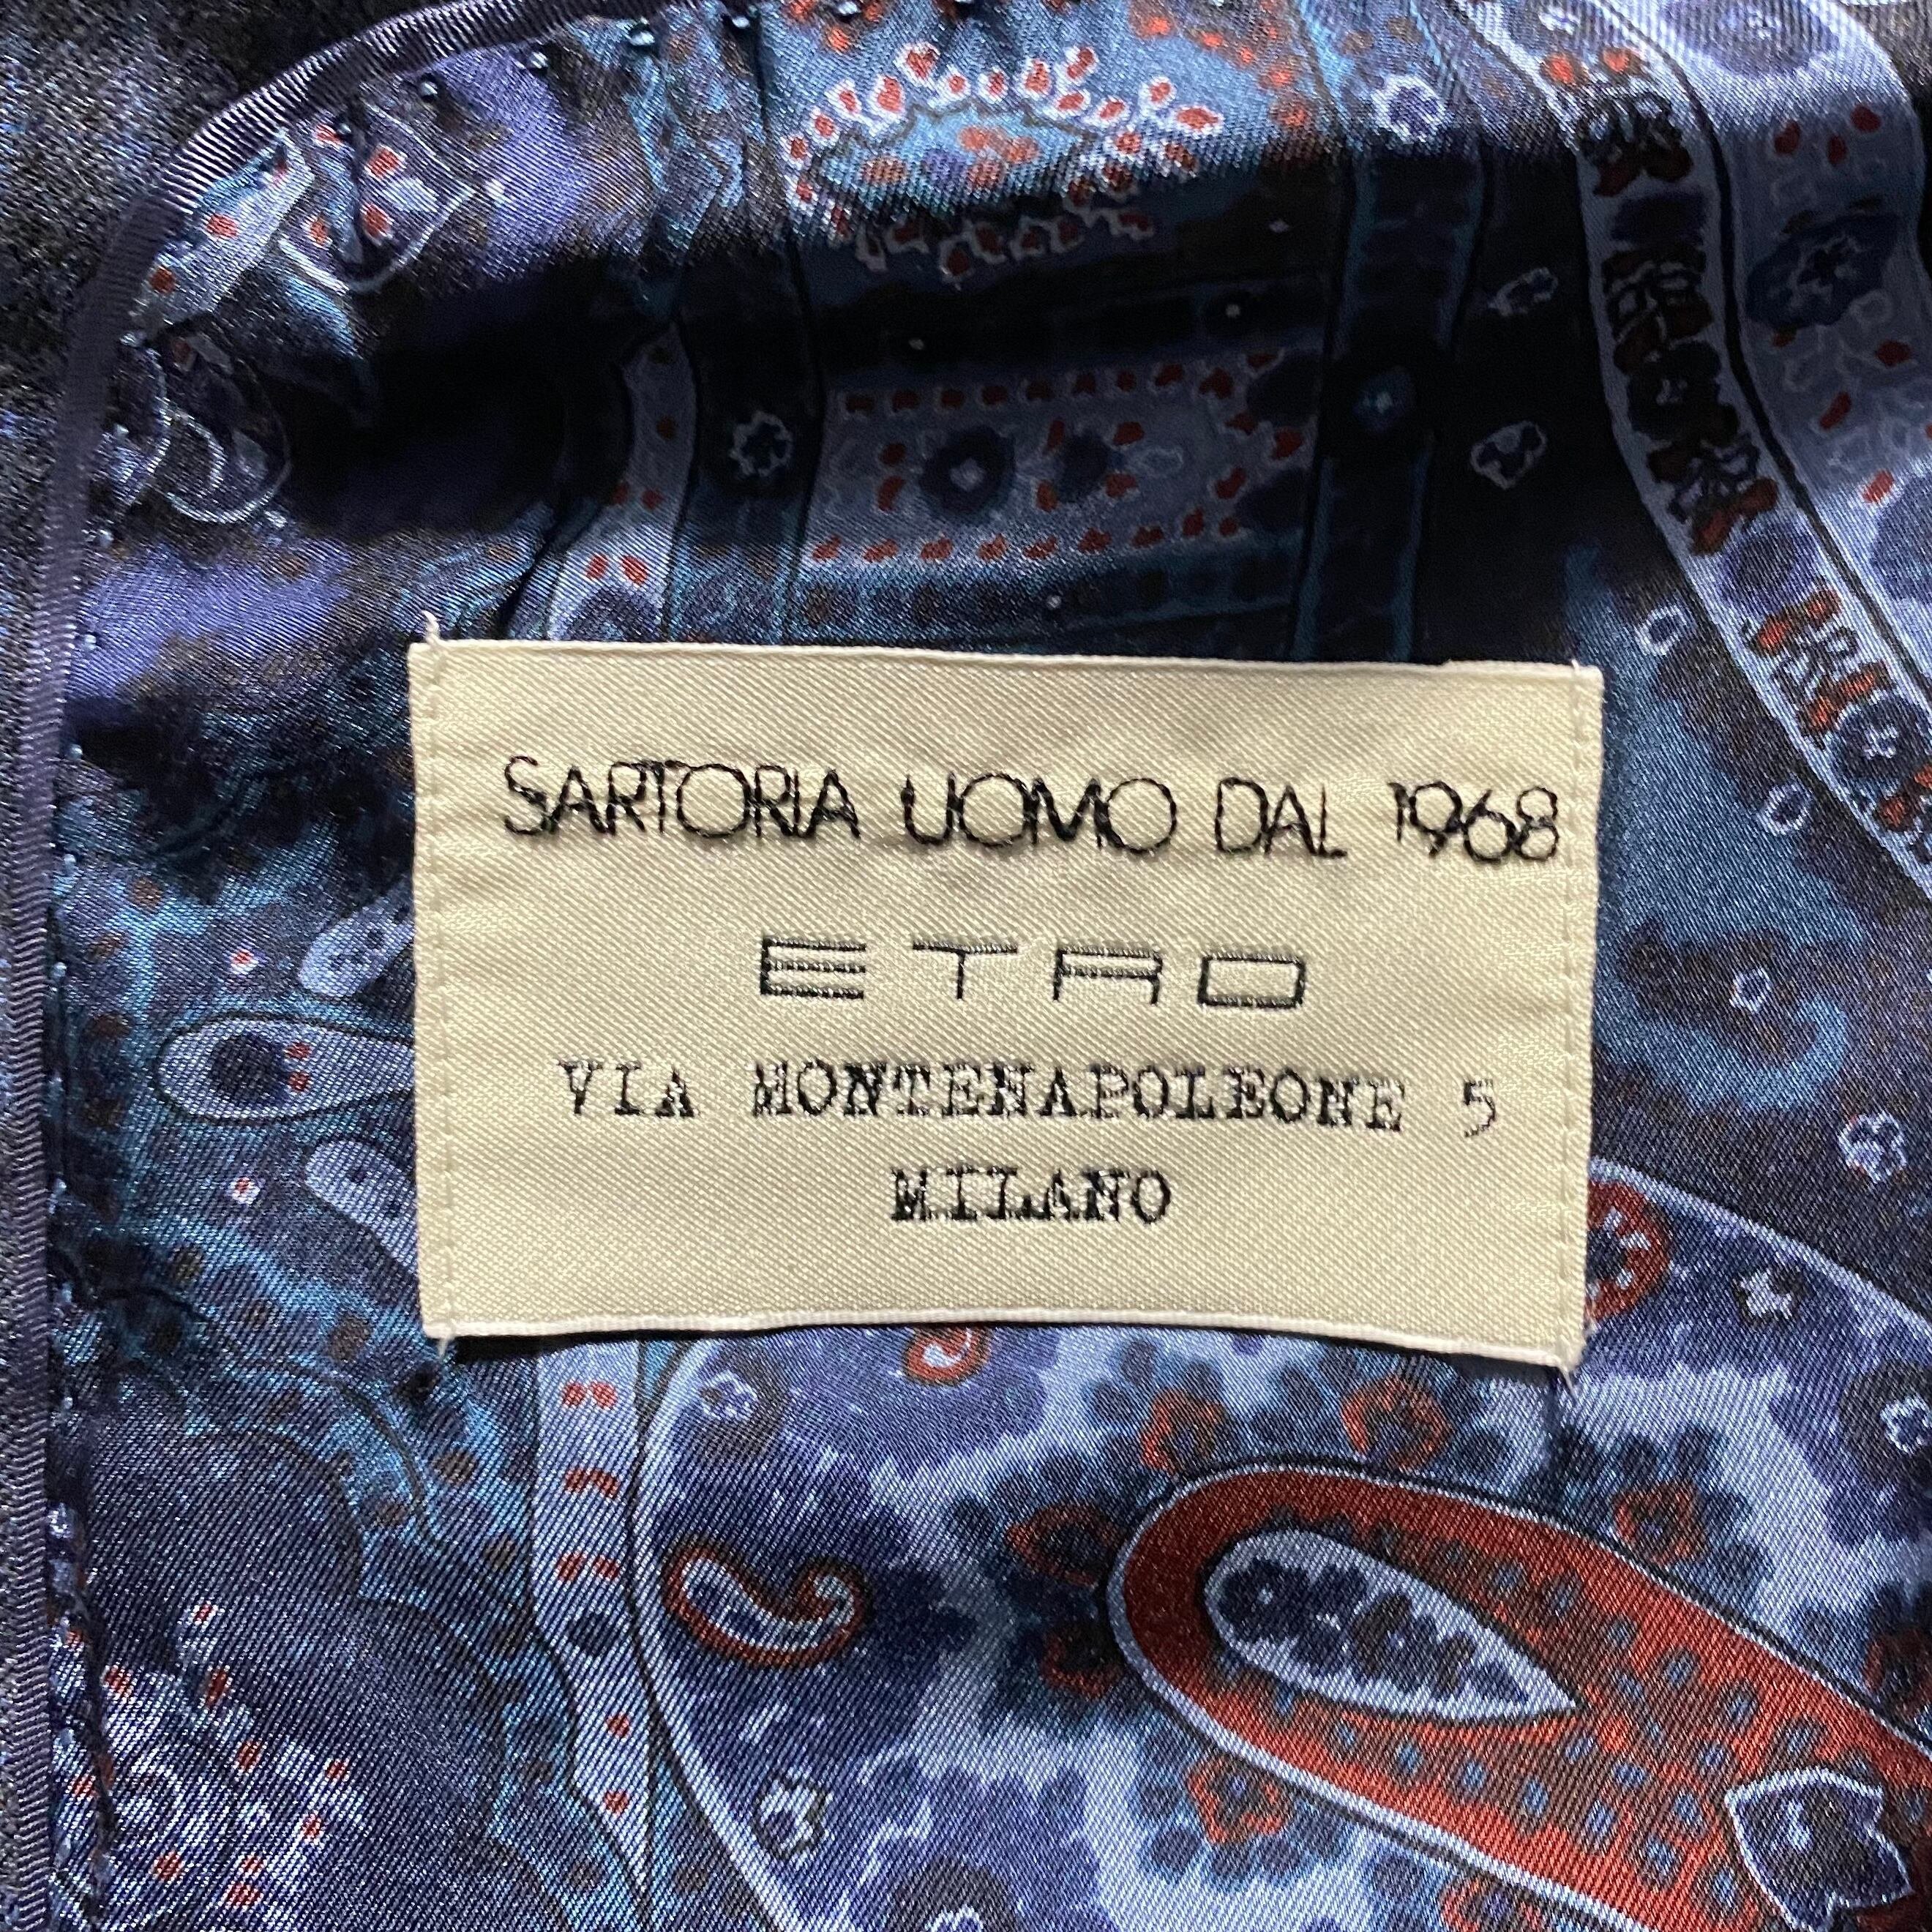 SARTORIA UOMO DAL 1968
ETRO
VIA MONTENAPOLEONE 5
MILANO